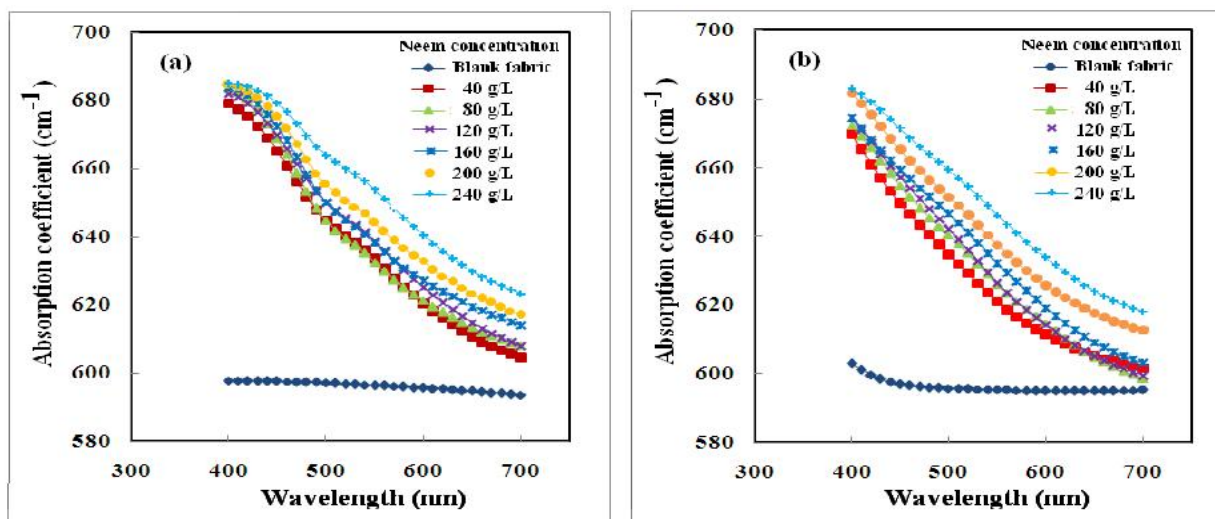 700
680
660
640
620
600
580
Absorption coefficient (cm⁻¹)
(a)
Neem concentration
Blank fabric
40 g/L
80 g/L
120 g/L
160 g/L
200 g/L
240 g/L
300 400 500 600 700
Wavelength (nm)
700
680
660
640
620
600
580
Absorption coefficient (cm⁻¹)
(b)
Neem concentration
Blank fabric
40 g/L
80 g/L
120 g/L
160 g/L
200 g/L
240 g/L
300 400 500 600 700
Wavelength (nm)